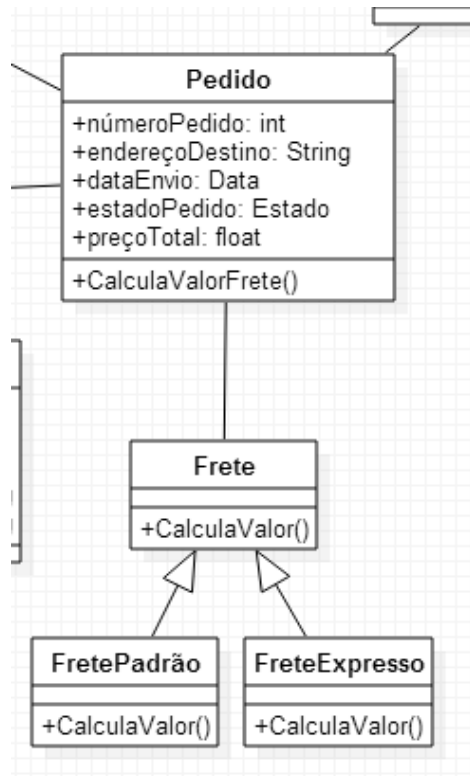 Pedido
+númeroPedido: int
+endereçoDestino: String
+dataEnvio: Data
+estadoPedido: Estado
+preçoTotal: float
+CalculaValorFrete()
Frete
+CalculaValor()
FretePadrão
FreteExpresso
+CalculaValor()
+CalculaValor()